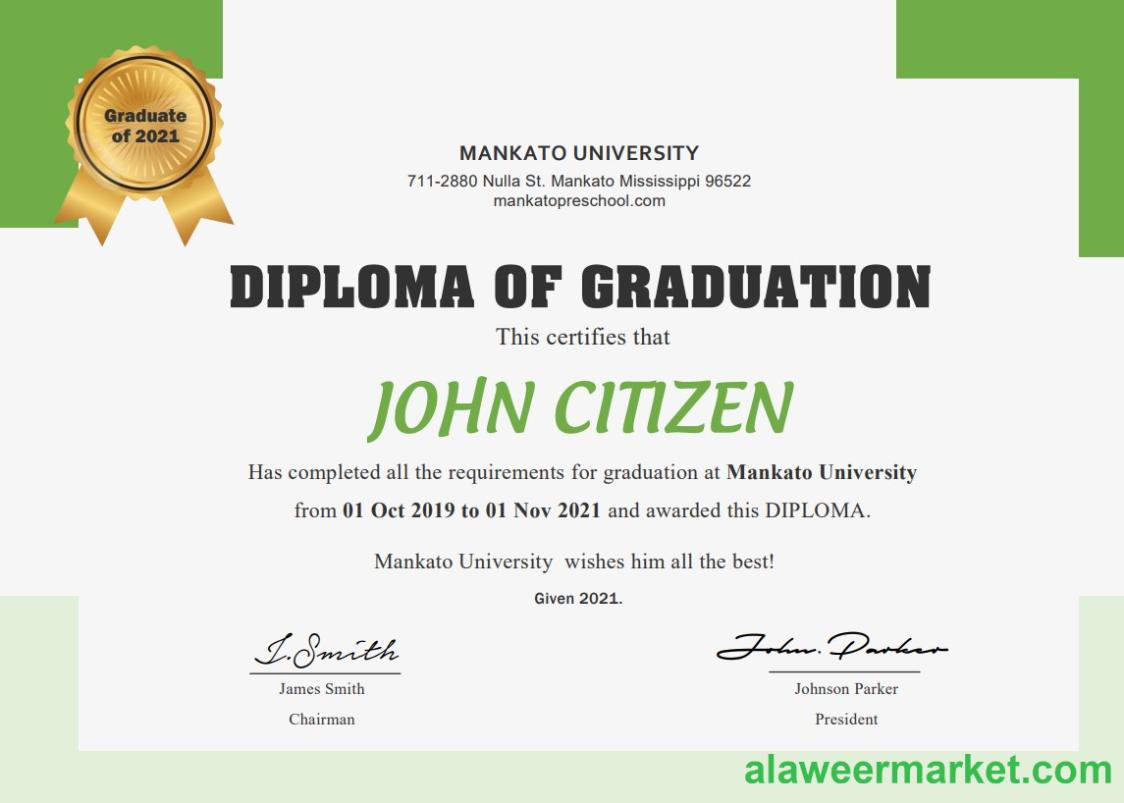 Graduate
of 2021
MANKATO UNIVERSITY
711-2880 Nulla St. Mankato Mississippi 96522
mankatopreschool.com
DIPLOMA OF GRADUATION
This certifies that
JOHN CITIZEN
Has completed all the requirements for graduation at Mankato University
from 01 Oct 2019 to 01 Nov 2021 and awarded this DIPLOMA.
Mankato University wishes him all the best!
Given 2021.
I.Smith
John. Parker
James Smith
Johnson Parker
Chairman
President
alaweermarket.com